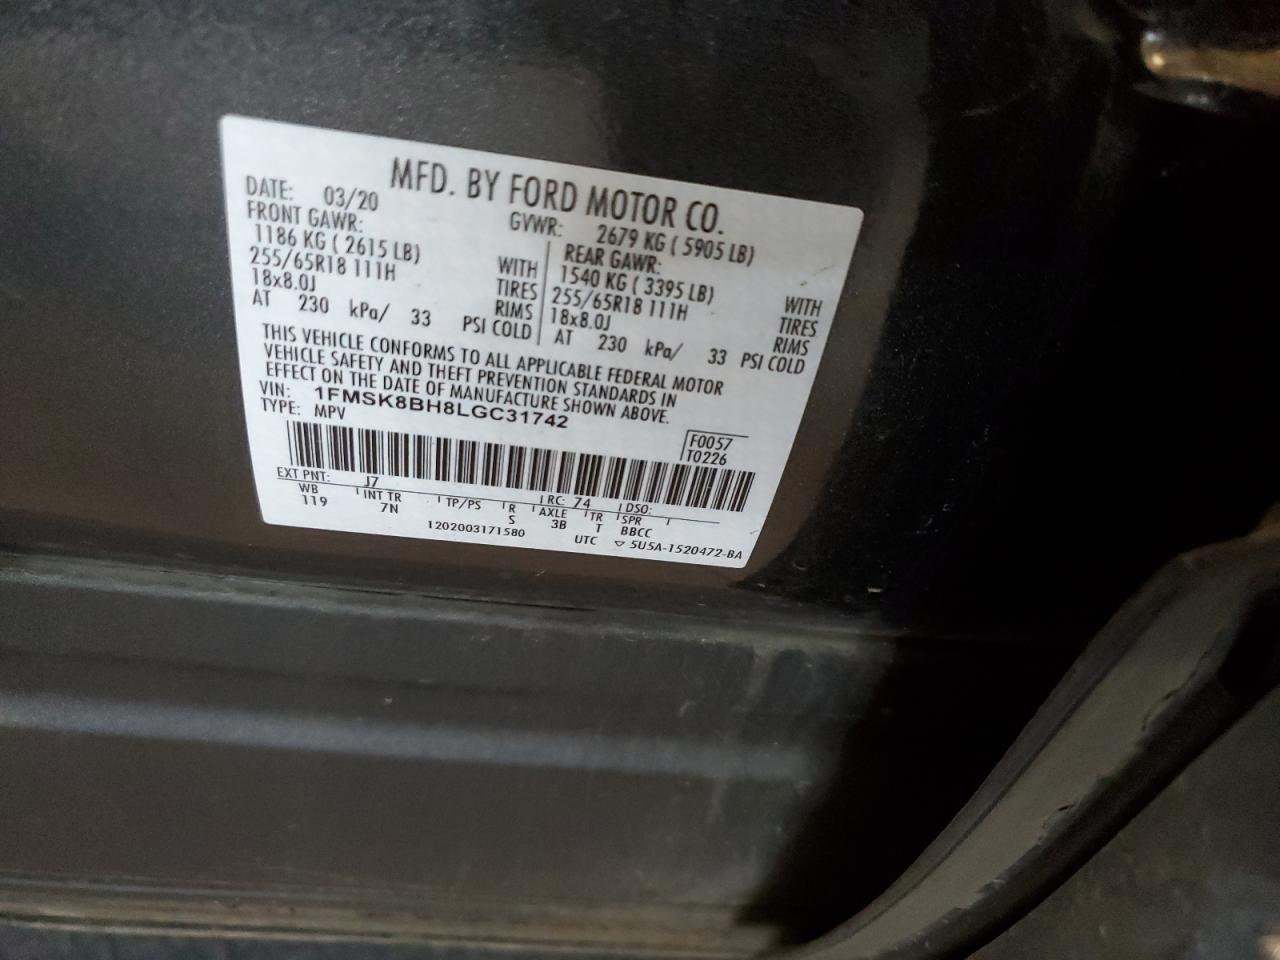 MFD. BY FORD MOTOR CO.
DATE: 03/20 GVWR: 2679 KG ( 5905 LB)
FRONT GAWR: REAR GAWR:
1186 KG ( 2615 LB) WITH 1540 KG ( 3395 LB) WITH
255/65R18 111H TIRES 255/65R18 111H TIRES
18x8.0J RIMS 18x8.0J RIMS
AT 230 kPa/ 33 PSI COLD AT 230 kPa/ 33 PSI COLD
THIS VEHICLE CONFORMS TO ALL APPLICABLE FEDERAL MOTOR
VEHICLE SAFETY AND THEFT PREVENTION STANDARDS IN
EFFECT ON THE DATE OF MANUFACTURE SHOWN ABOVE.
VIN: 1FMSK8BH8LGC31742
TYPE: MPV
F0057
T0226
EXT PNT: J7 RC: 74 DSO:
WB INT TR TP/PS R AXLE TR SPR
119 7N S 3B T BBCC
1202003171580 UTC ▽ 5U5A-1520472-BA